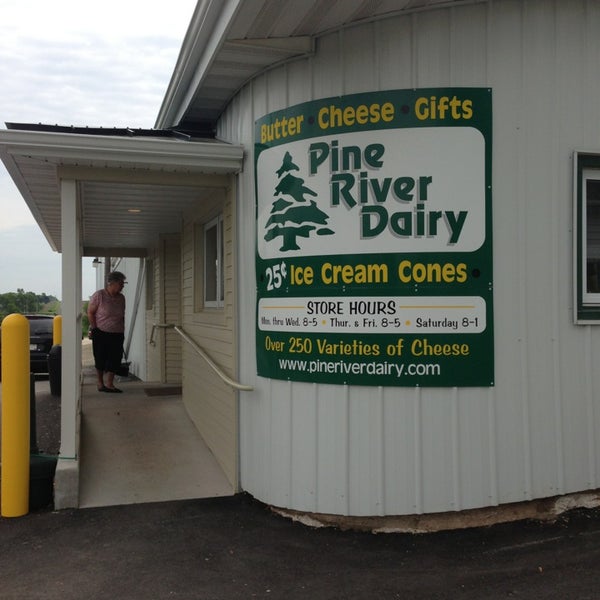 Butter • Cheese • Gifts
Pine
River
Dairy
• 25¢ Ice Cream Cones •
STORE HOURS
Mon. thru Wed. 8-5 • Thur. & Fri. 8-5 • Saturday 8-1
Over 250 Varieties of Cheese
www.pineriverdairy.com